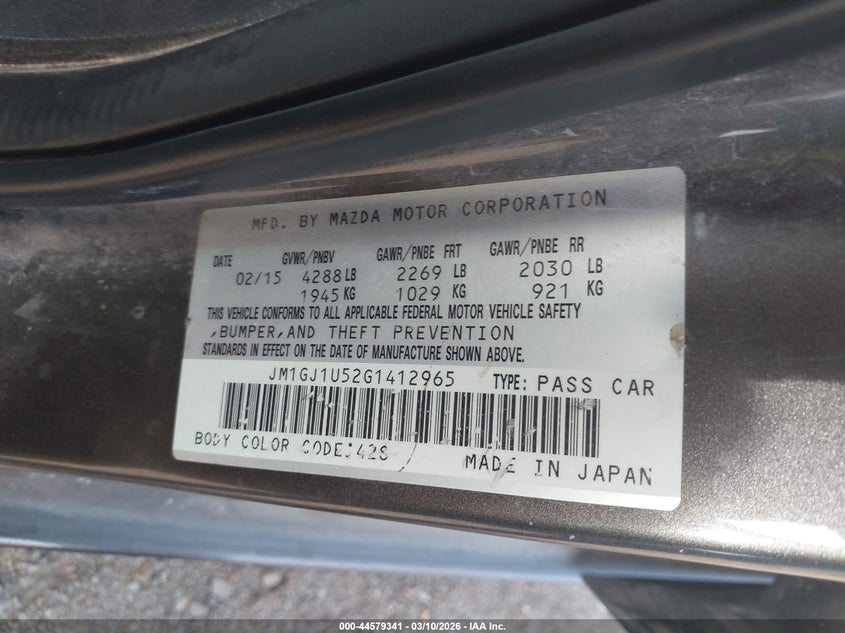 MFD. BY MAZDA MOTOR CORPORATION
DATE GVWR/PNBV GAWR/PNBE FRT GAWR/PNBE RR
02/15 4288 LB 2269 LB 2030 LB
1945 KG 1029 KG 921 KG
THIS VEHICLE CONFORMS TO ALL APPLICABLE FEDERAL MOTOR VEHICLE SAFETY
,BUMPER,AND THEFT PREVENTION
STANDARDS IN EFFECT ON THE DATE OF MANUFACTURE SHOWN ABOVE.
JM1GJ1U52G1412965 TYPE: PASS CAR
BODY COLOR CODE:42S MADE IN JAPAN
000-44579341 - 03/10/2026 - IAA Inc.